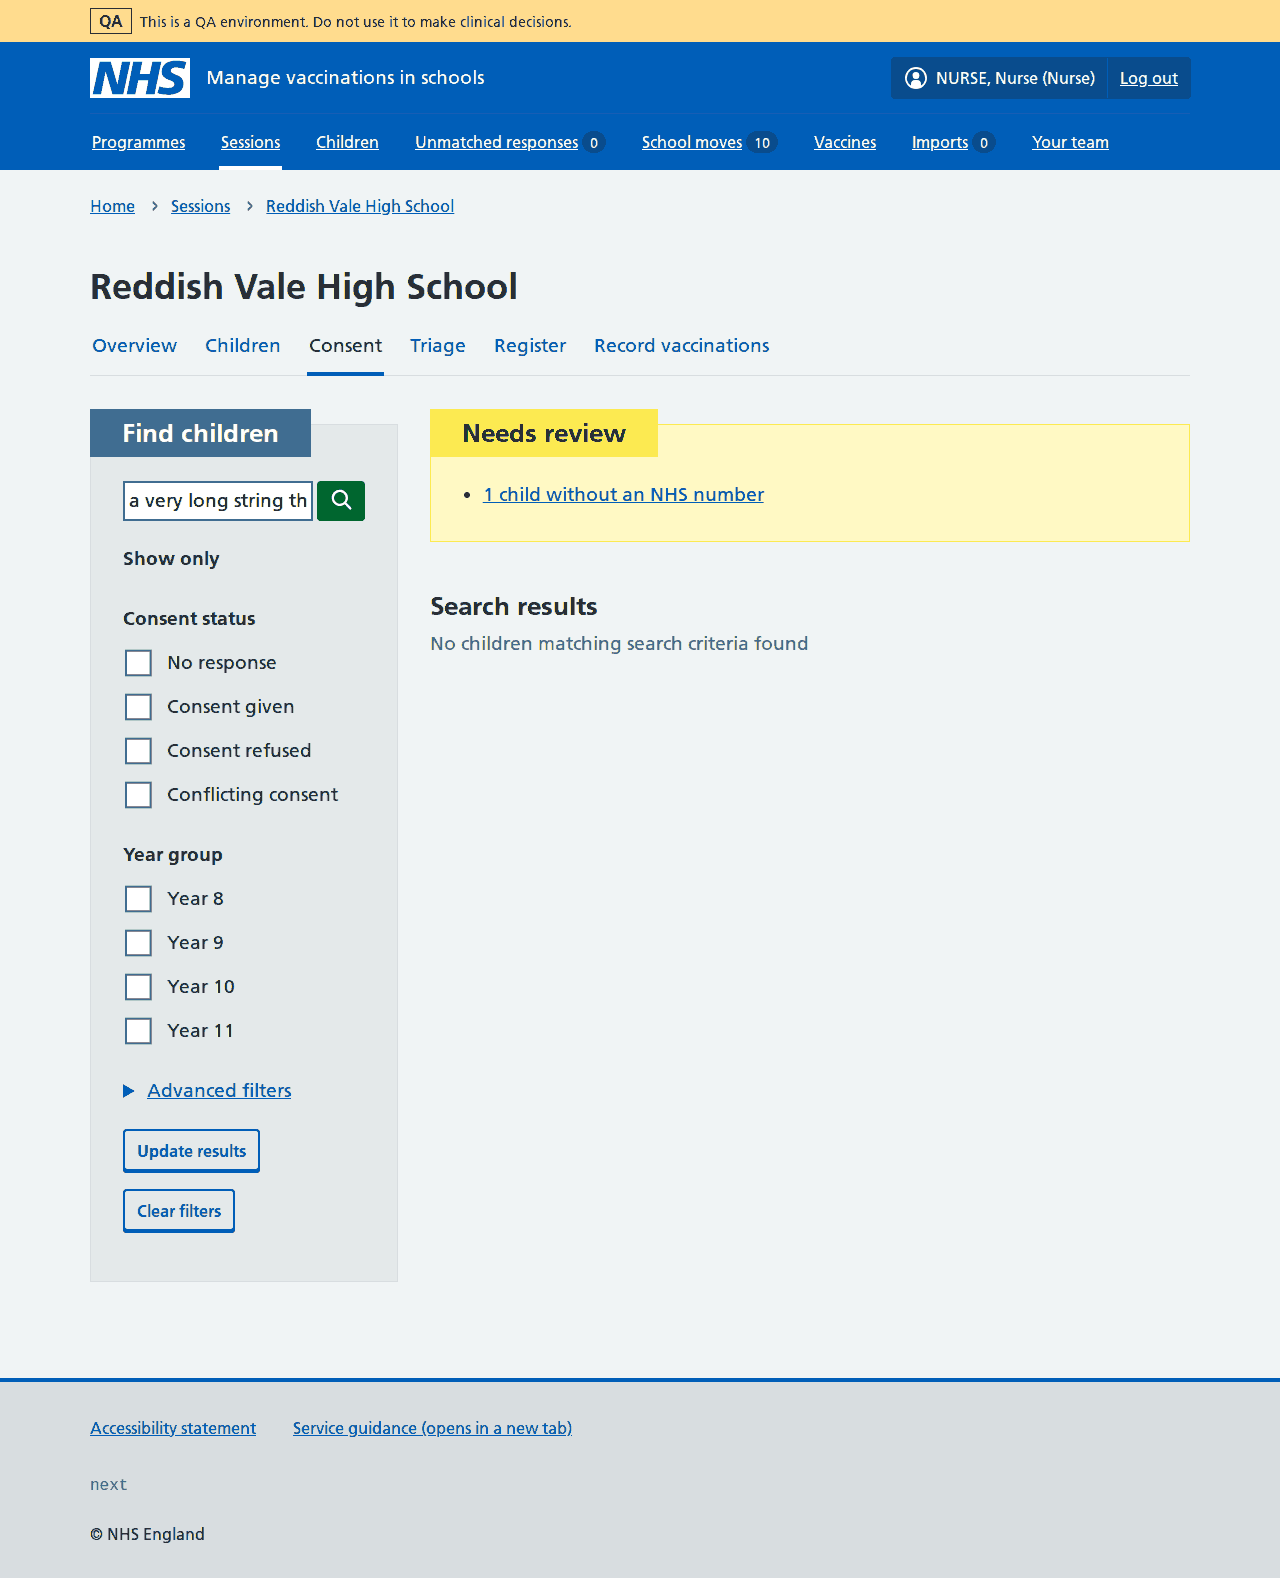 QA This is a QA environment. Do not use it to make clinical decisions.
NHS Manage vaccinations in schools NURSE, Nurse (Nurse) Log out
Programmes Sessions Children Unmatched responses 0 School moves 10 Vaccines Imports 0 Your team
Home Sessions Reddish Vale High School
Reddish Vale High School
Overview Children Consent Triage Register Record vaccinations
Find children
a very long string th
Show only
Consent status
No response
Consent given
Consent refused
Conflicting consent
Year group
Year 8
Year 9
Year 10
Year 11
Advanced filters
Update results
Clear filters
Needs review
1 child without an NHS number
Search results
No children matching search criteria found
Accessibility statement Service guidance (opens in a new tab)
next
© NHS England